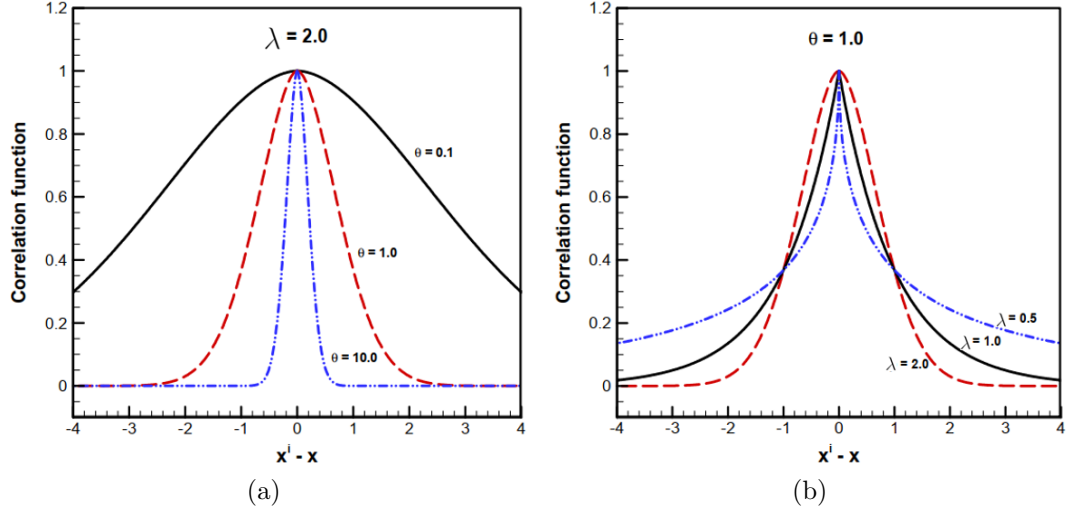 λ = 2.0
Correlation function
1.2
1
0.8
0.6
0.4
0.2
0
θ = 0.1
θ = 1.0
θ = 10.0
-4 -3 -2 -1 0 1 2 3 4
xⁱ - x
(a)
θ = 1.0
Correlation function
1.2
1
0.8
0.6
0.4
0.2
0
λ = 0.5
λ = 1.0
λ = 2.0
-4 -3 -2 -1 0 1 2 3 4
xⁱ - x
(b)